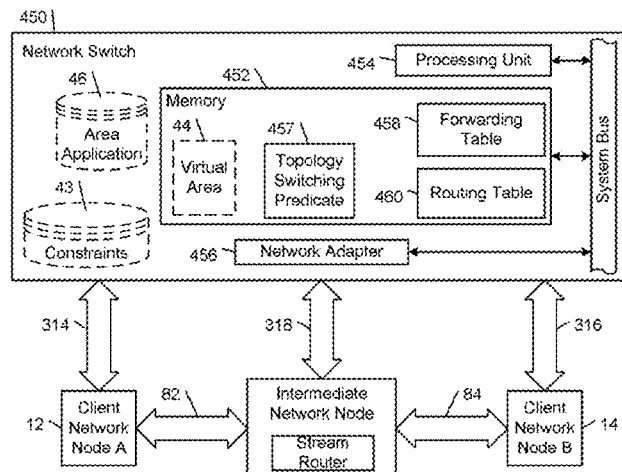 450
Network Switch
46
Area
Application
43
Constraints
452
Memory
44
Virtual
Area
457
Topology
Switching
Predicate
454
Processing Unit
458
Forwarding
Table
460
Routing Table
456
Network Adapter
System Bus
314
318
316
12
Client
Network
Node A
82
Intermediate
Network Node
Stream
Router
84
Client
Network
Node B
14